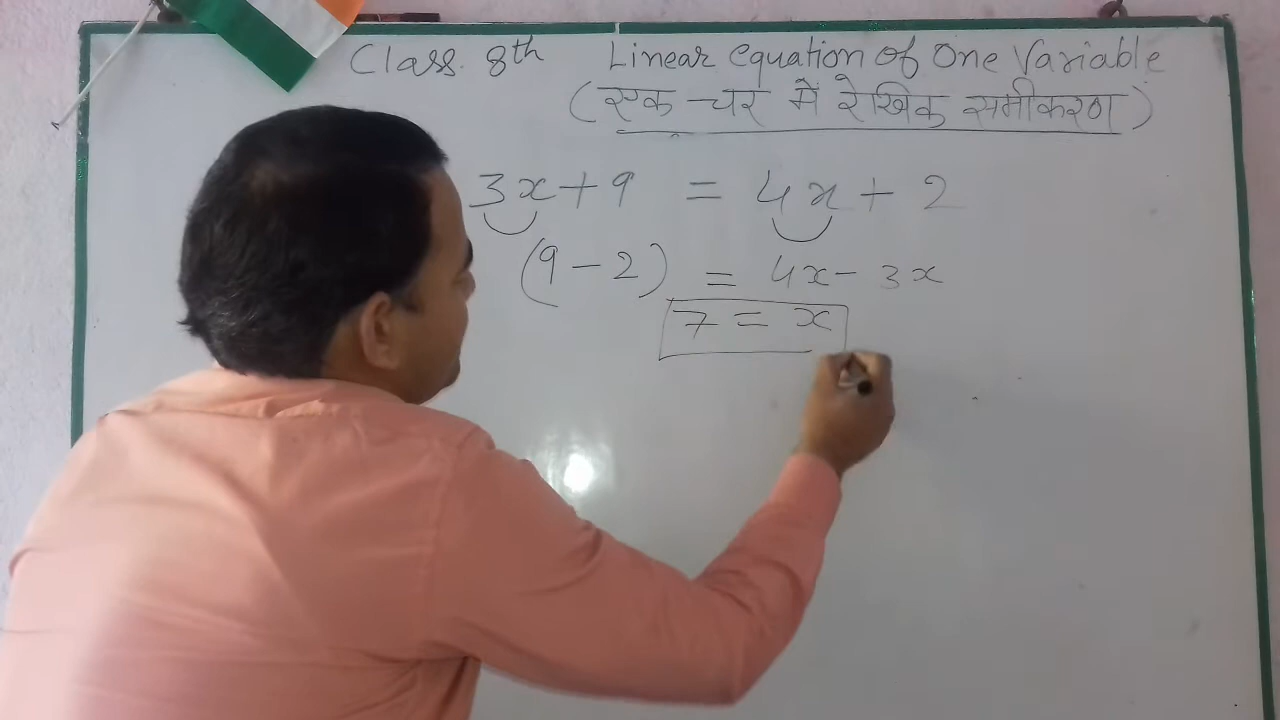 Class. 8th Linear equation of One Variable
(एक चर में रेखिक समीकरण)
3x + 9 = 4x + 2
(9 - 2) = 4x - 3x
7 = x